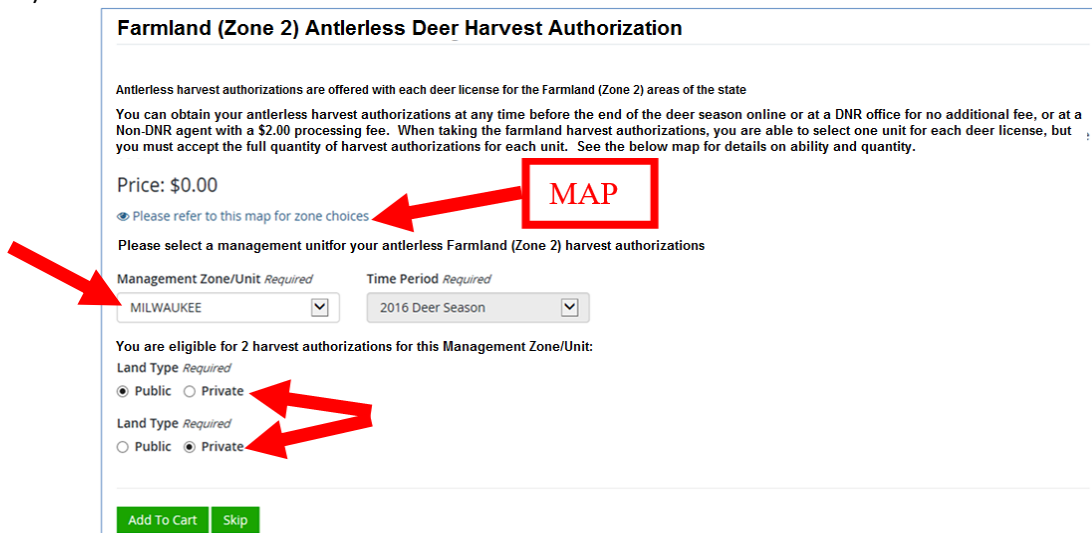 Farmland (Zone 2) Antlerless Deer Harvest Authorization
Antlerless harvest authorizations are offered with each deer license for the Farmland (Zone 2) areas of the state
You can obtain your antlerless harvest authorizations at any time before the end of the deer season online or at a DNR office for no additional fee, or at a
Non-DNR agent with a $2.00 processing fee. When taking the farmland harvest authorizations, you are able to select one unit for each deer license, but
you must accept the full quantity of harvest authorizations for each unit. See the below map for details on ability and quantity.
Price: $0.00
MAP
Please refer to this map for zone choices
Please select a management unitfor your antlerless Farmland (Zone 2) harvest authorizations
Management Zone/Unit Required Time Period Required
MILWAUKEE 2016 Deer Season
You are eligible for 2 harvest authorizations for this Management Zone/Unit:
Land Type Required
Public Private
Land Type Required
Public Private
Add To Cart Skip